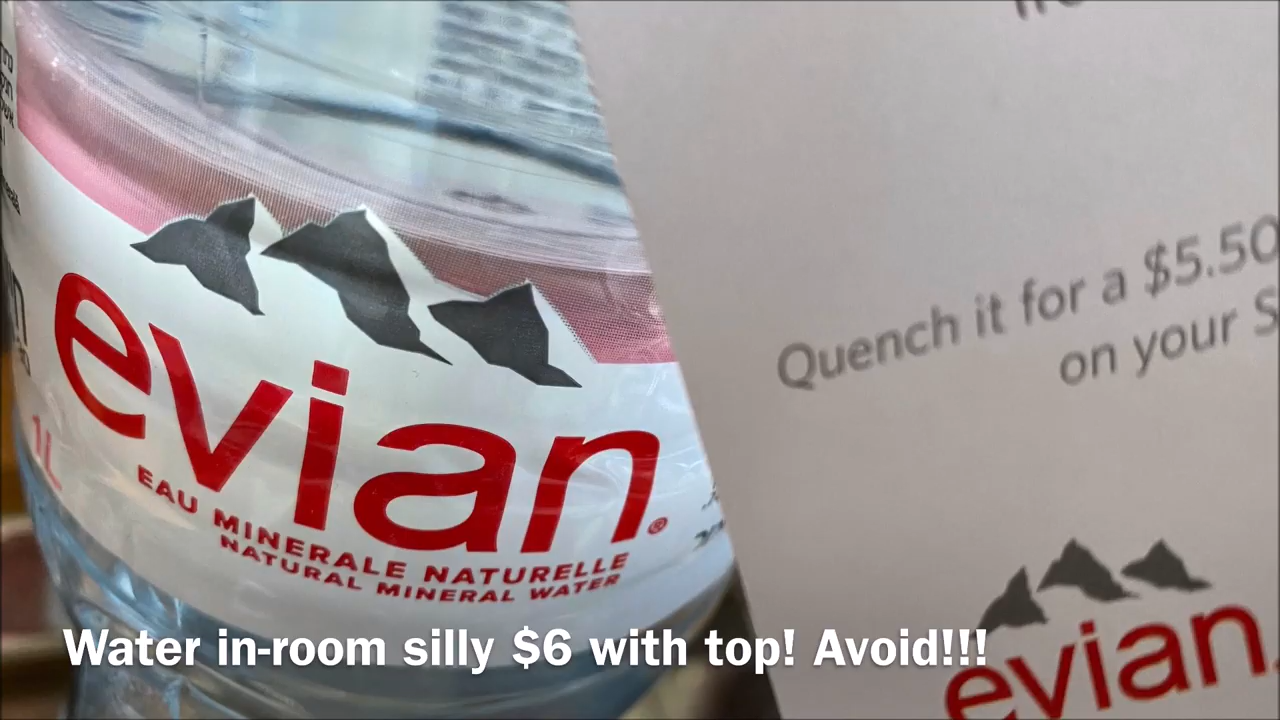 evian®
1L
EAU MINERALE NATURELLE
NATURAL MINERAL WATER
Quench it for a $5.50
on your S
evian
Water in-room silly $6 with top! Avoid!!!